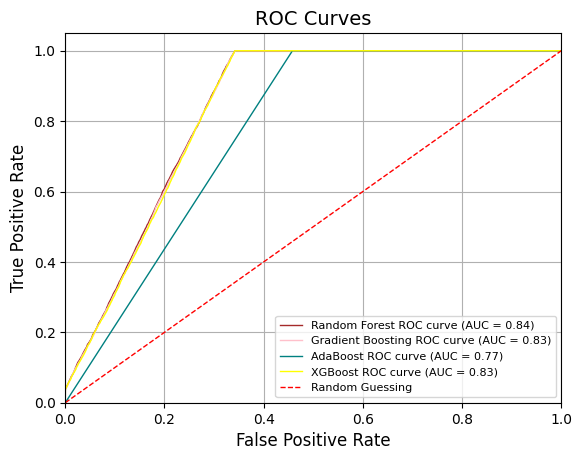 ROC Curves
True Positive Rate
1.0
0.8
0.6
0.4
0.2
0.0
Random Forest ROC curve (AUC = 0.84)
Gradient Boosting ROC curve (AUC = 0.83)
AdaBoost ROC curve (AUC = 0.77)
XGBoost ROC curve (AUC = 0.83)
Random Guessing
0.0 0.2 0.4 0.6 0.8 1.0
False Positive Rate